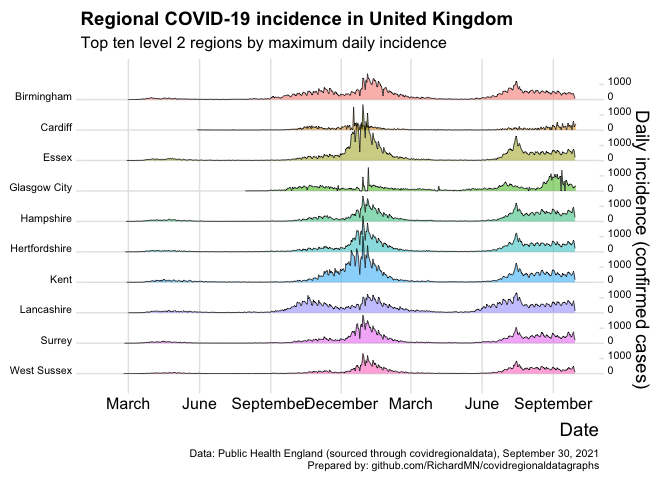 Regional COVID-19 incidence in United Kingdom
Top ten level 2 regions by maximum daily incidence
Birmingham
1000
0
Cardiff
1000
0
Essex
1000
0
Glasgow City
1000
0
Hampshire
1000
0
Hertfordshire
1000
0
Kent
1000
0
Lancashire
1000
0
Surrey
1000
0
West Sussex
1000
0
Daily incidence (confirmed cases)
March June September December March June September
Date
Data: Public Health England (sourced through covidregionaldata), September 30, 2021
Prepared by: github.com/RichardMN/covidregionaldatagraphs